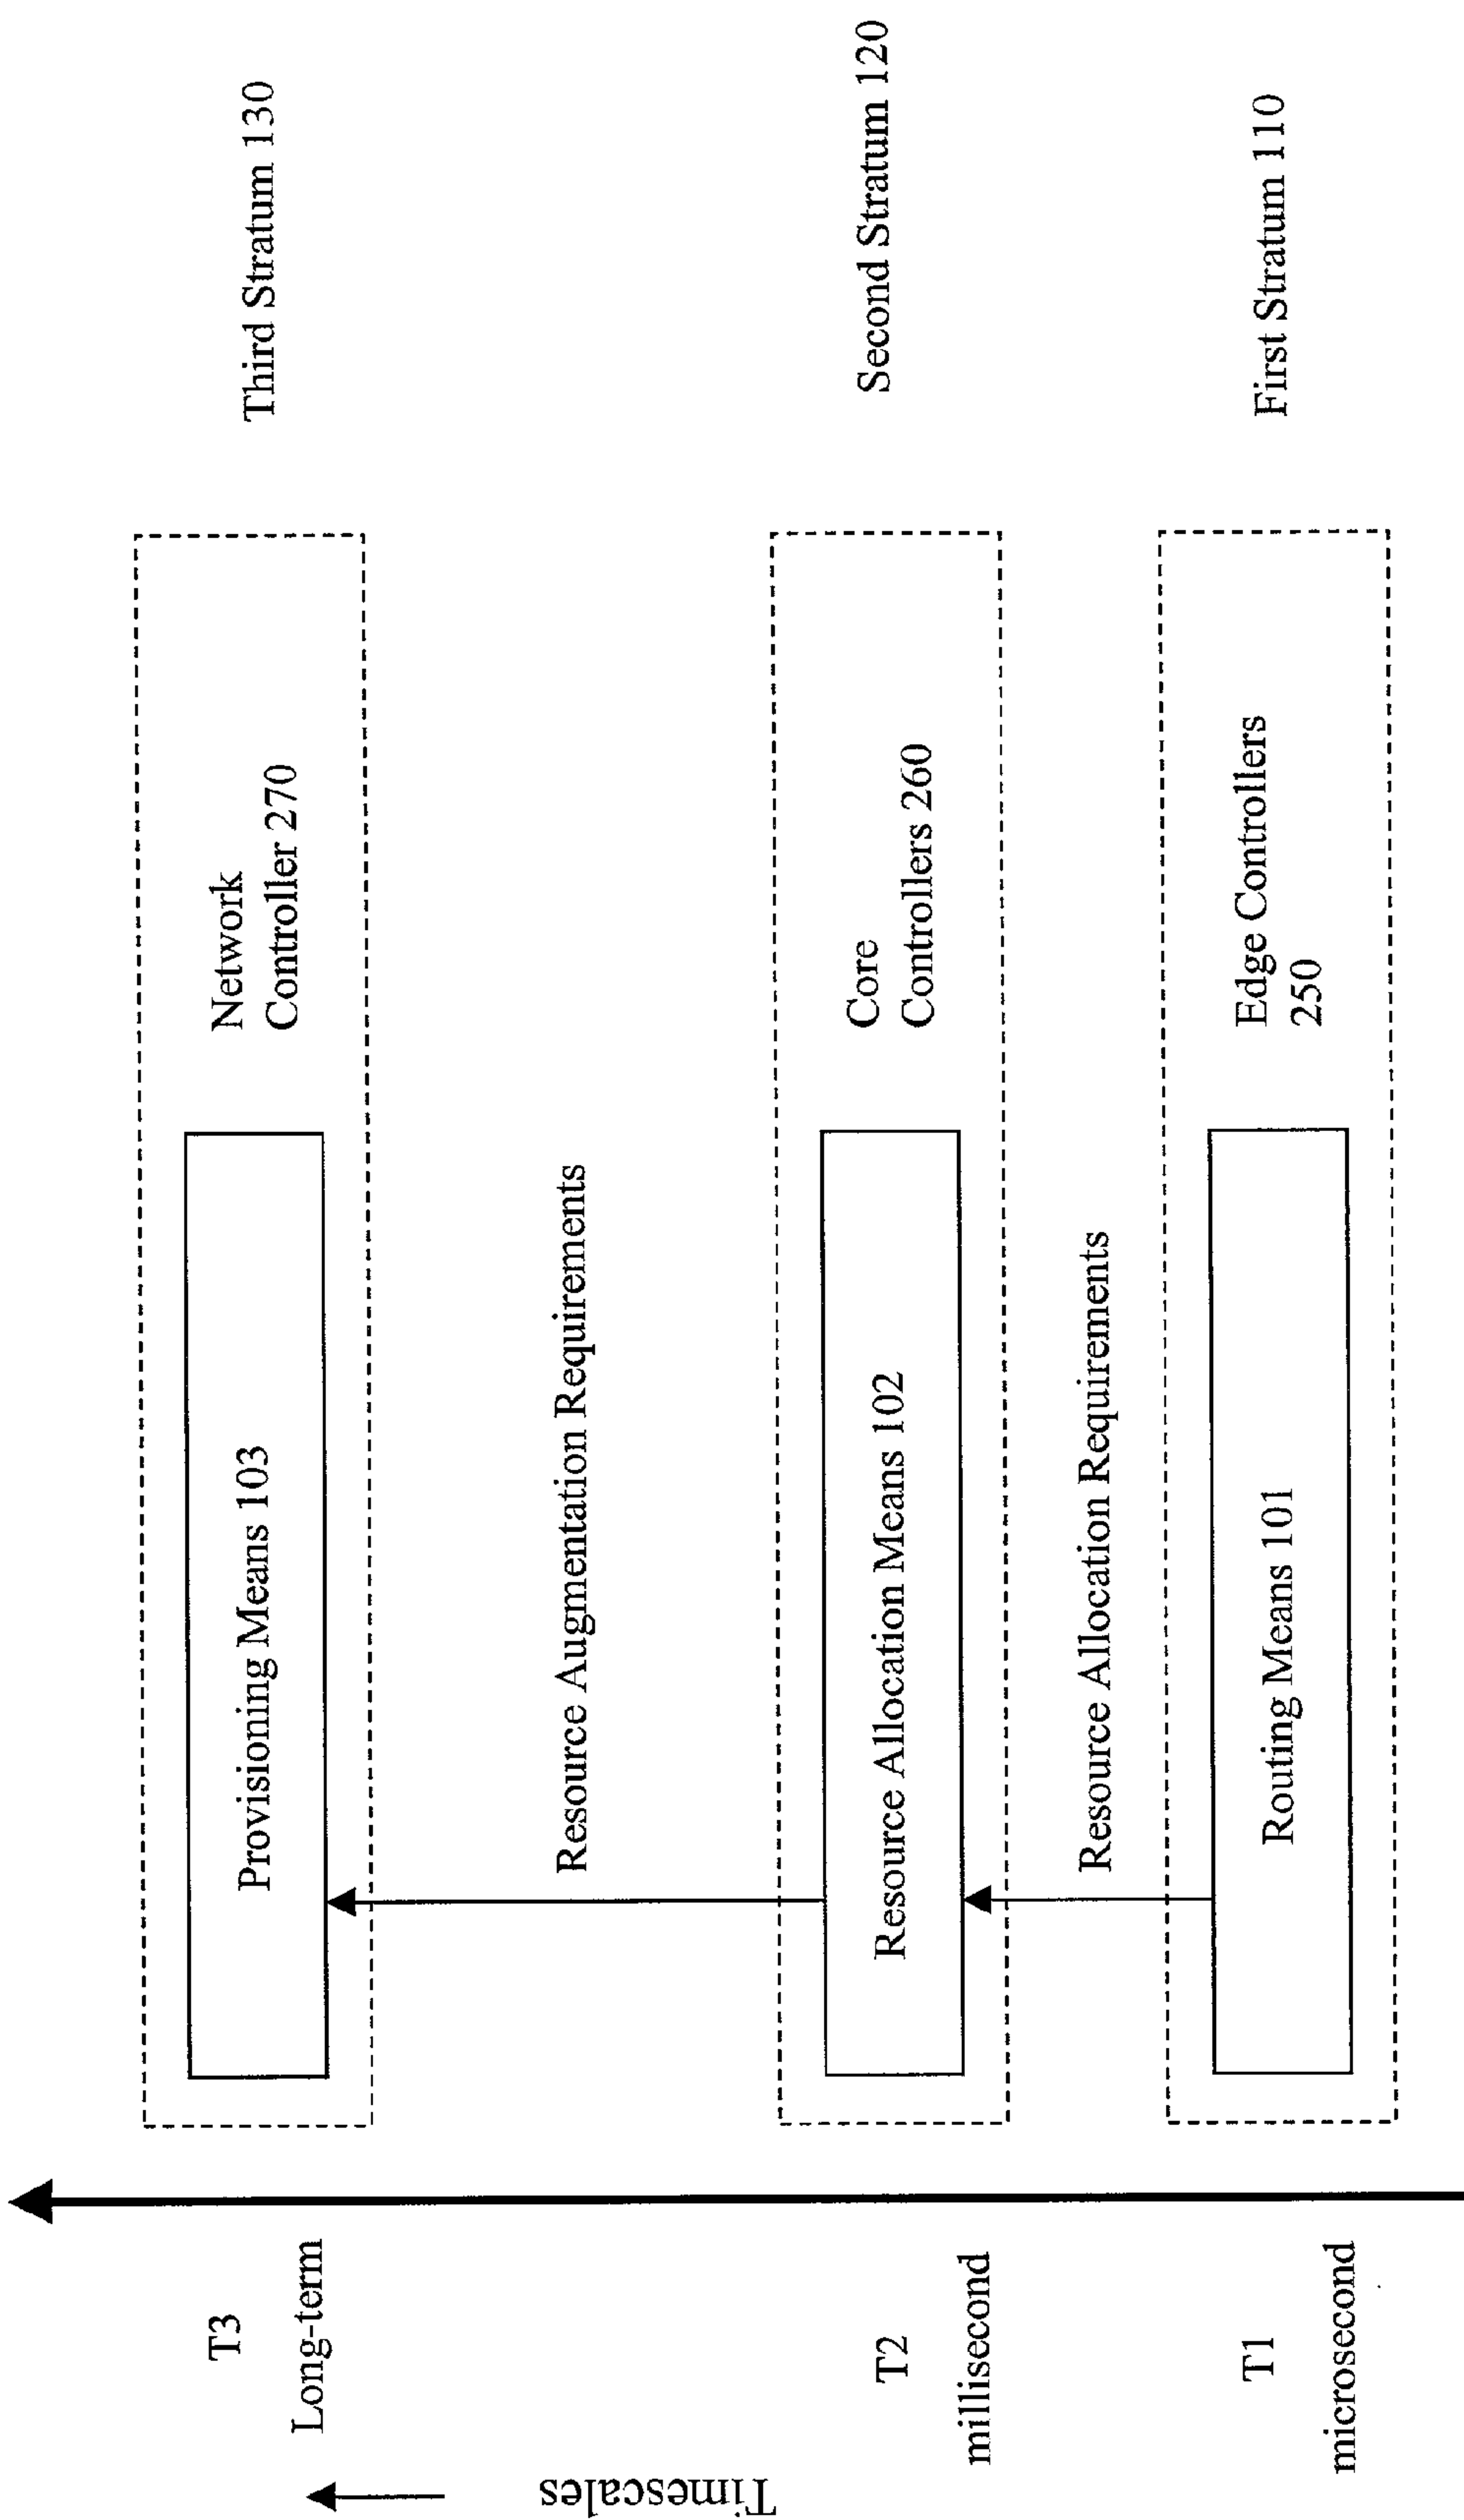 Timescales
T3
Long-term
Provisioning Means 103
Network
Controller 270
Third Stratum 130
Resource Augmentation Requirements
T2
millisecond
Resource Allocation Means 102
Core
Controllers 260
Second Stratum 120
Resource Allocation Requirements
T1
microsecond
Routing Means 101
Edge Controllers
250
First Stratum 110